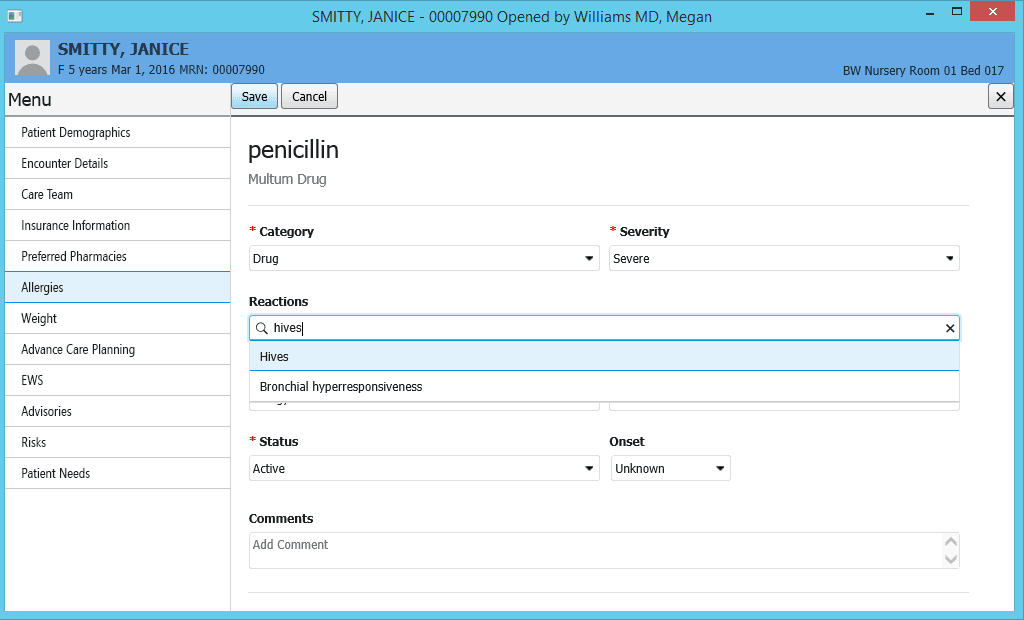 SMITTY, JANICE - 00007990 Opened by Williams MD, Megan
SMITTY, JANICE
F 5 years Mar 1, 2016 MRN: 00007990
BW Nursery Room 01 Bed 017
Menu
Save
Cancel
Patient Demographics
Encounter Details
Care Team
Insurance Information
Preferred Pharmacies
Allergies
Weight
Advance Care Planning
EWS
Advisories
Risks
Patient Needs
penicillin
Multum Drug
* Category
* Severity
Drug
Severe
Reactions
hives
Hives
Bronchial hyperresponsiveness
* Status
Onset
Active
Unknown
Comments
Add Comment